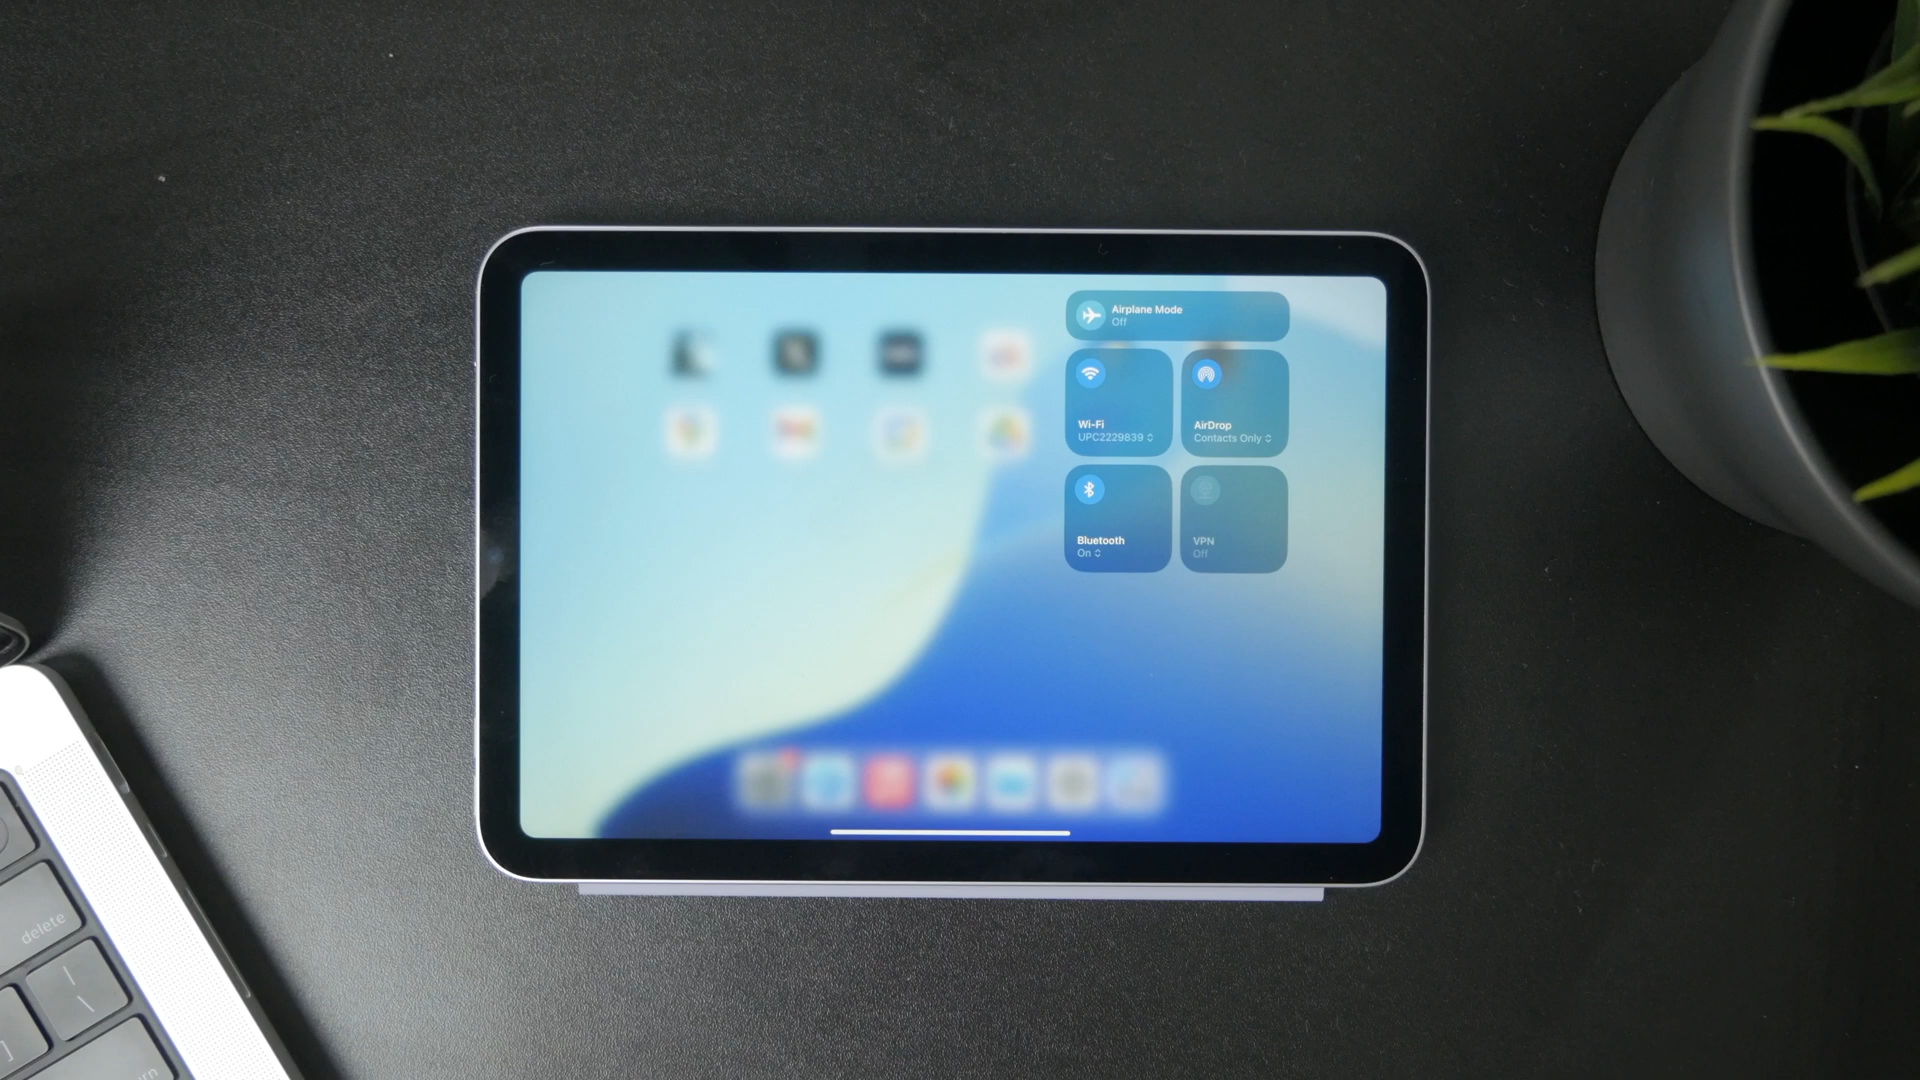 Airplane Mode
Off
Wi-Fi
UPC2229839
AirDrop
Contacts Only
Bluetooth
On
VPN
Off
delete
|
\
]